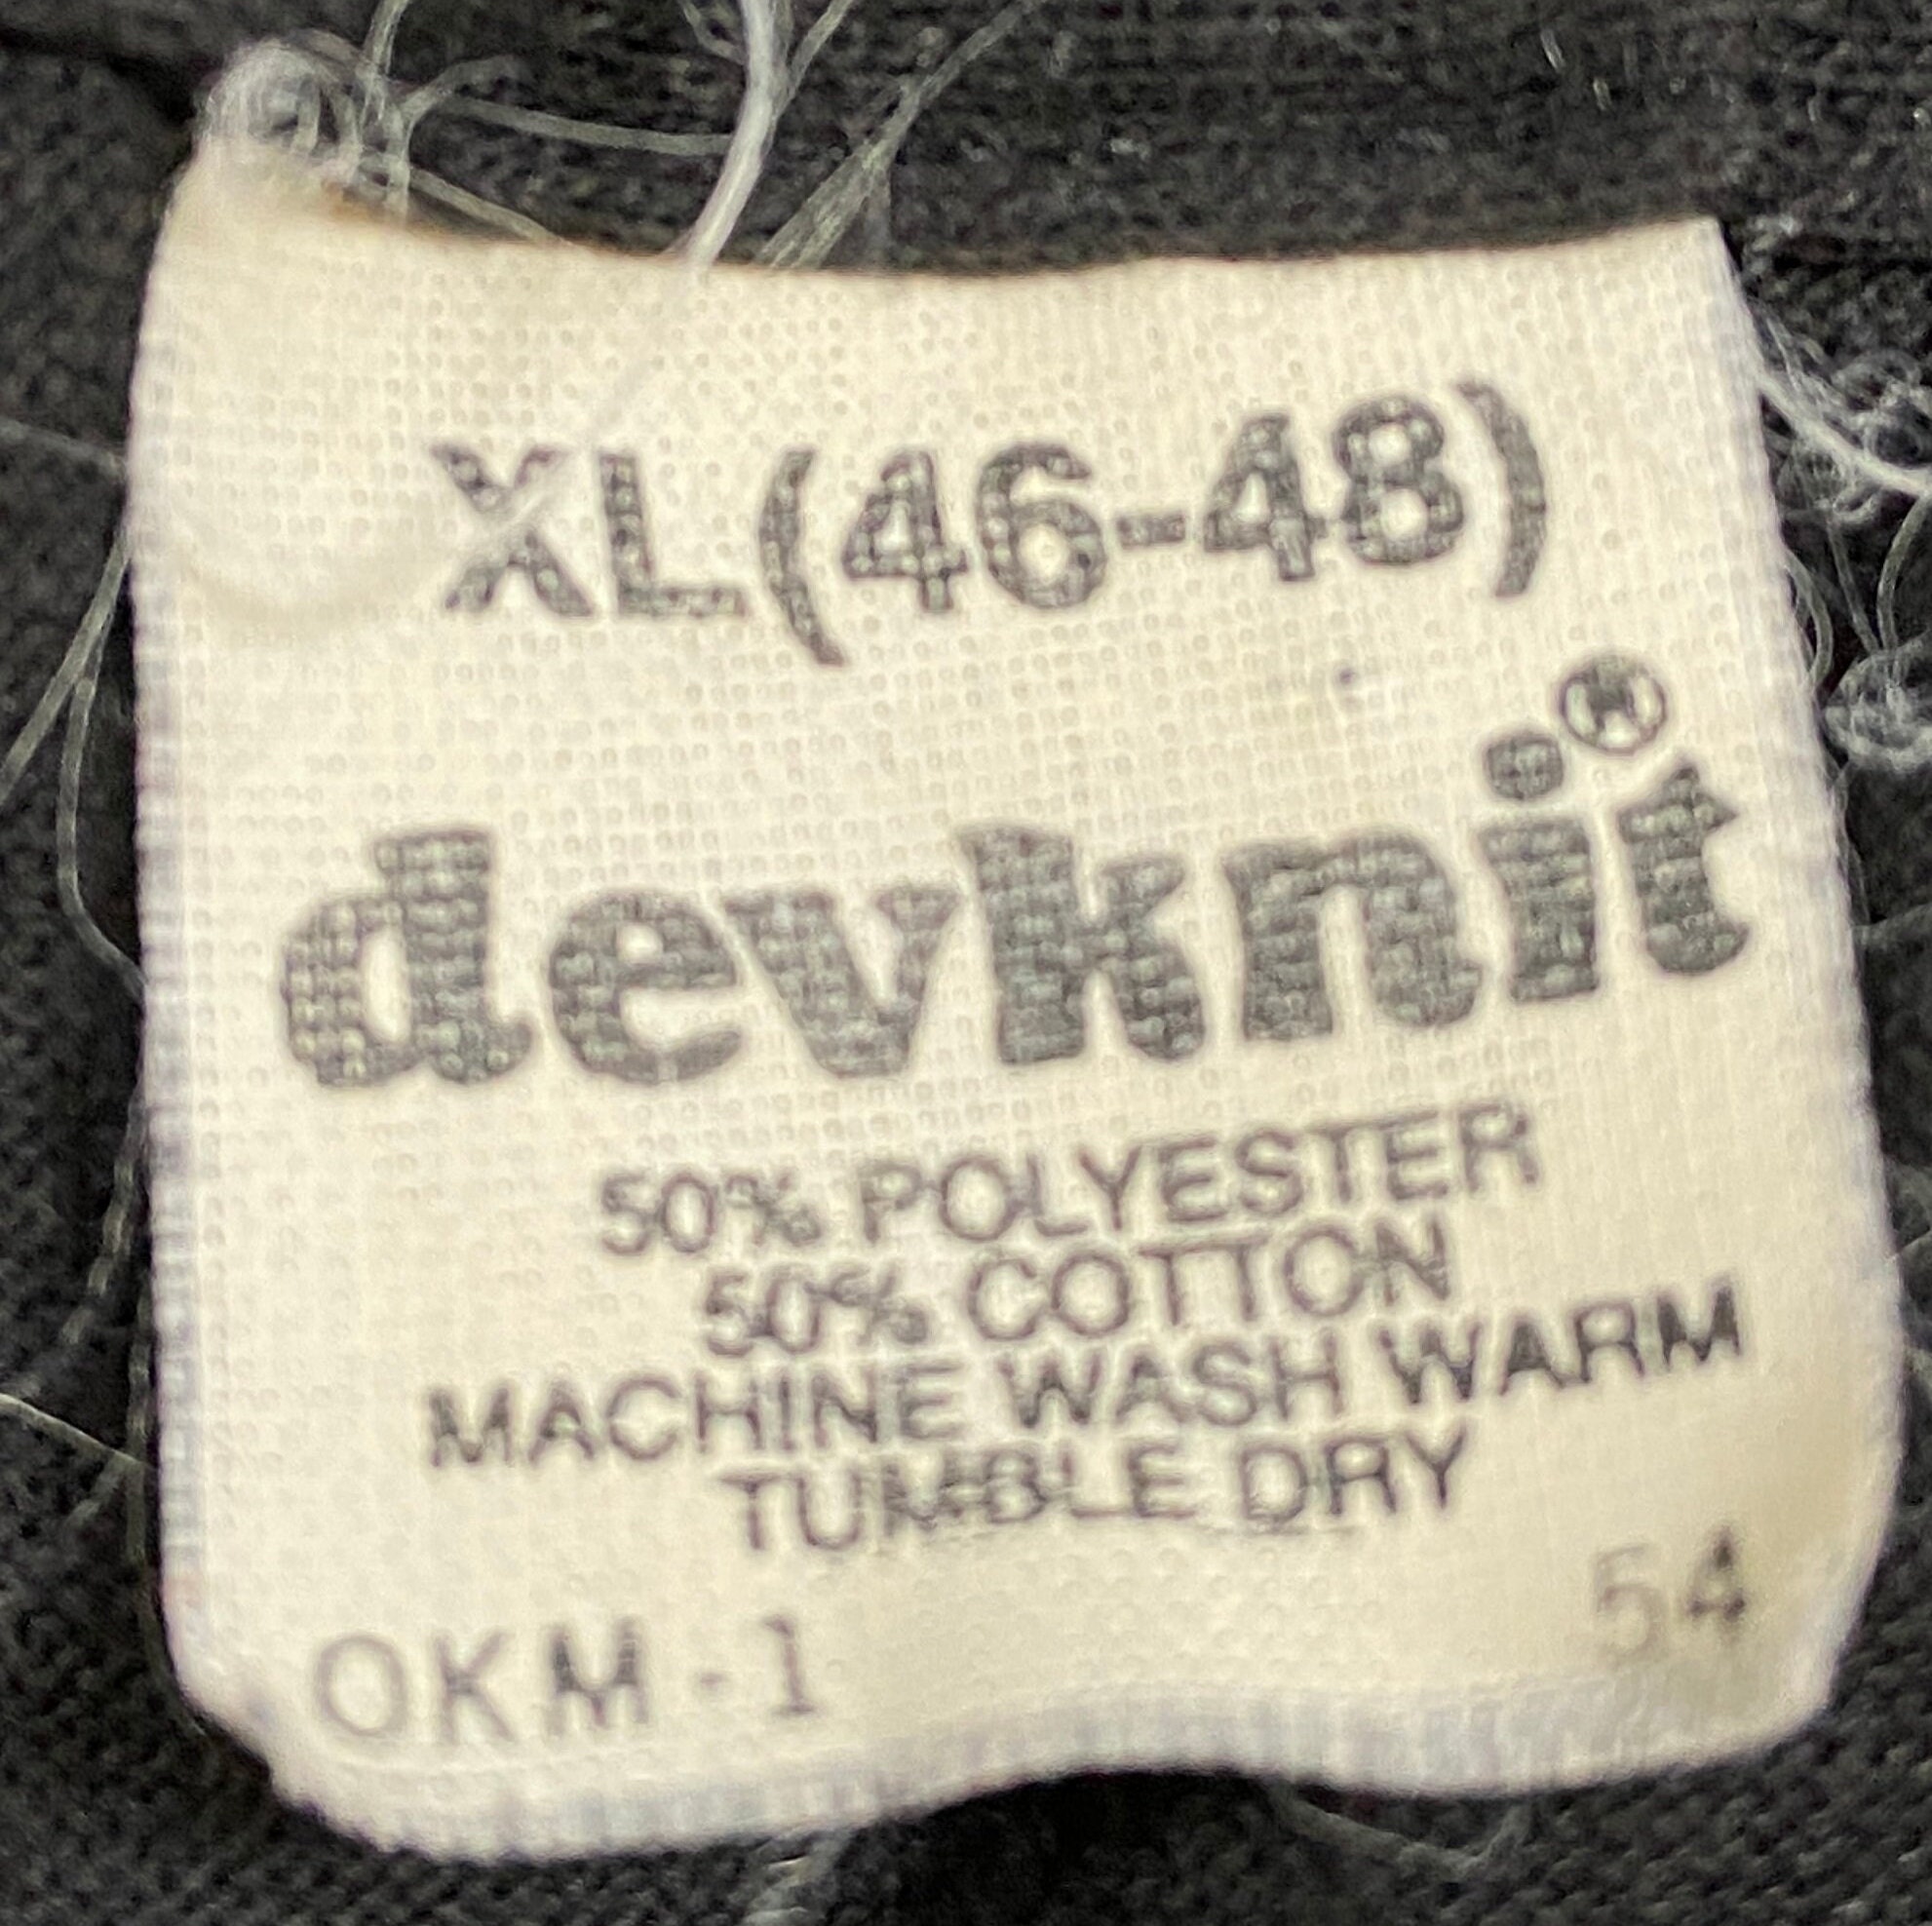 XL (46-48)
devknit®
50% POLYESTER
50% COTTON
MACHINE WASH WARM
TUMBLE DRY
OKM - 1 54